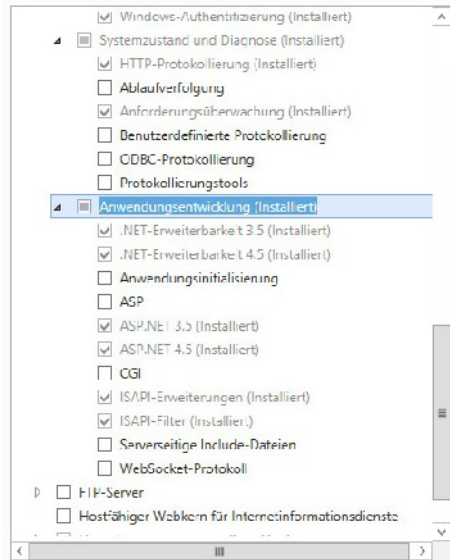 Windows-Authentifizierung (Installiert)
Systemzustand und Diagnose (Installiert)
HTTP-Protokollierung (Installiert)
Ablaufverfolgung
Anforderungsüberwachung (Installiert)
Benutzerdefinierte Protokollierung
ODBC-Protokollierung
Protokollierungstools
Anwendungsentwicklung (Installiert)
.NET-Erweiterbarkeit 3.5 (Installiert)
.NET-Erweiterbarkeit 4.5 (Installiert)
Anwendungsinitialisierung
ASP
ASP.NET 3.5 (Installiert)
ASP.NET 4.5 (Installiert)
CGI
ISAPI-Erweiterungen (Installiert)
ISAPI-Filter (Installiert)
Serverseitige Include-Dateien
WebSocket-Protokoll
FTP-Server
Hostfähiger Webkern für Internetinformationsdienste